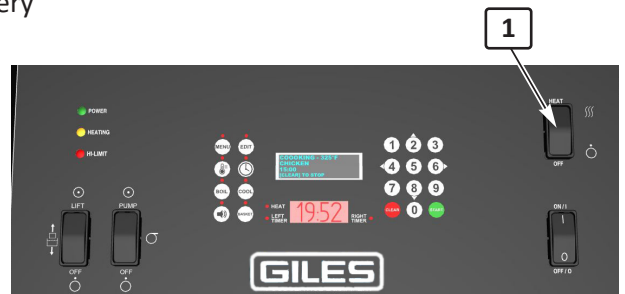 ery
1
HEAT
OFF
POWER
HEATING
HI-LIMIT
MENU EDIT
BOIL COOL
BASKET
COOOKING - 325°F
CHICKEN
15:00
[CLEAR] TO STOP
HEAT
LEFT TIMER
19:52
RIGHT TIMER
1 2 3
4 5 6
7 8 9
CLEAR 0 START
LIFT
OFF
PUMP
OFF
ON / I
I
O
OFF / O
GILES